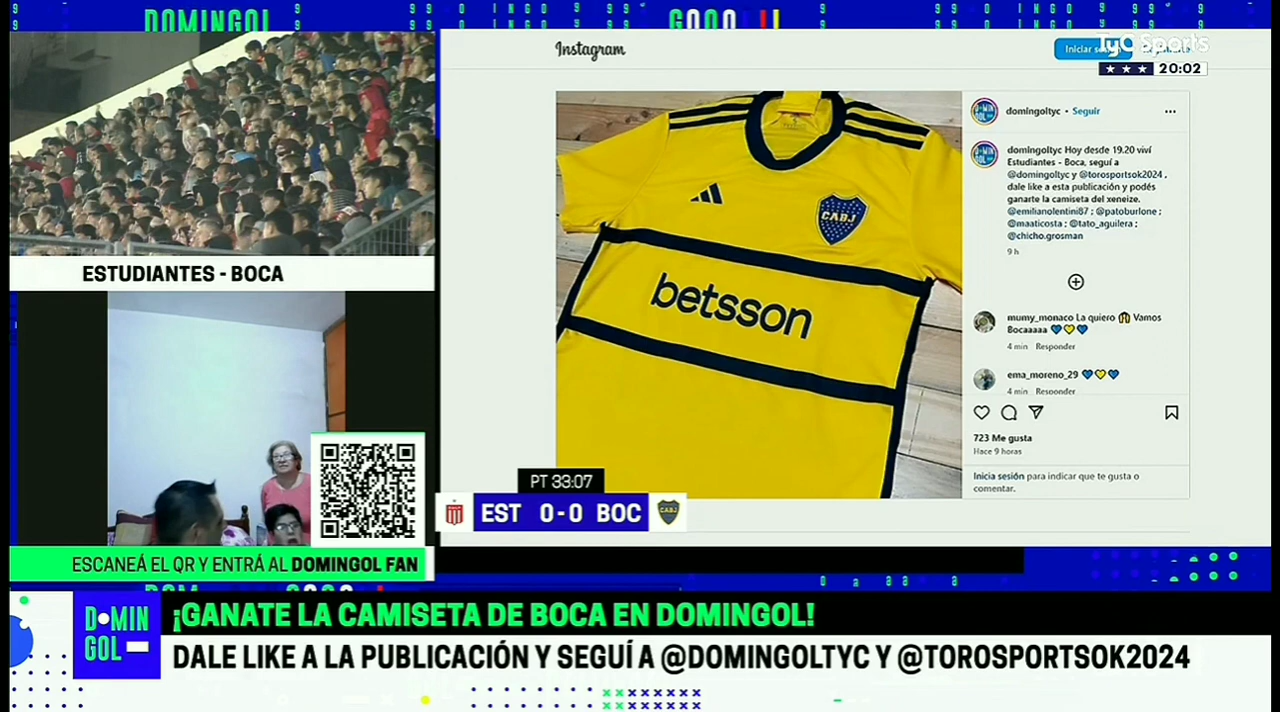 DOMINGOL
GOOO
Instagram
Iniciar se
TyC Sports
20:02
domingoltyc • Seguir
domingoltyc Hoy desde 19.20 viví
Estudiantes - Boca, seguí a
@domingoltyc y @torosportsok2024 ,
dale like a esta publicación y podés
ganarte la camiseta del xeneize.
@emilianolentini87 ; @patoburlone ;
@maaticosta ; @tato_aguilera ;
@chicho.grosman
9 h
mumy_monaco La quiero 🙌 Vamos
Bocaaaaa 💙💛💙
4 min Responder
ema_moreno_29 💙💛💙
4 min Responder
723 Me gusta
Hace 9 horas
Inicia sesión para indicar que te gusta o
comentar.
CABJ
betsson
ESTUDIANTES - BOCA
PT 33:07
EST 0-0 BOC
CABJ
ESCANEÁ EL QR Y ENTRÁ AL DOMINGOL FAN
DOMIN
GOL
¡GANATE LA CAMISETA DE BOCA EN DOMINGOL!
DALE LIKE A LA PUBLICACIÓN Y SEGUÍ A @DOMINGOLTYC Y @TOROSPORTSOK2024